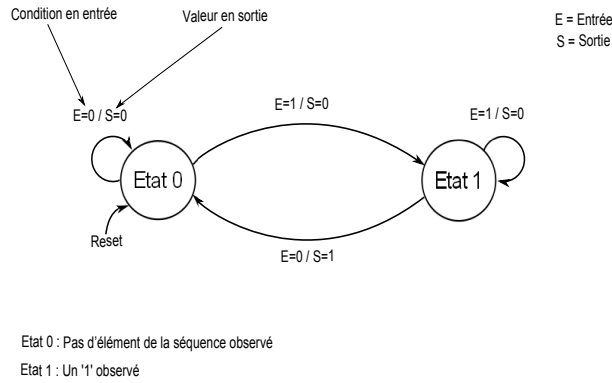 Condition en entrée
Valeur en sortie
E = Entrée
S = Sortie
E=0 / S=0
E=1 / S=0
E=1 / S=0
Etat 0
Etat 1
Reset
E=0 / S=1
Etat 0 : Pas d'élément de la séquence observé
Etat 1 : Un '1' observé